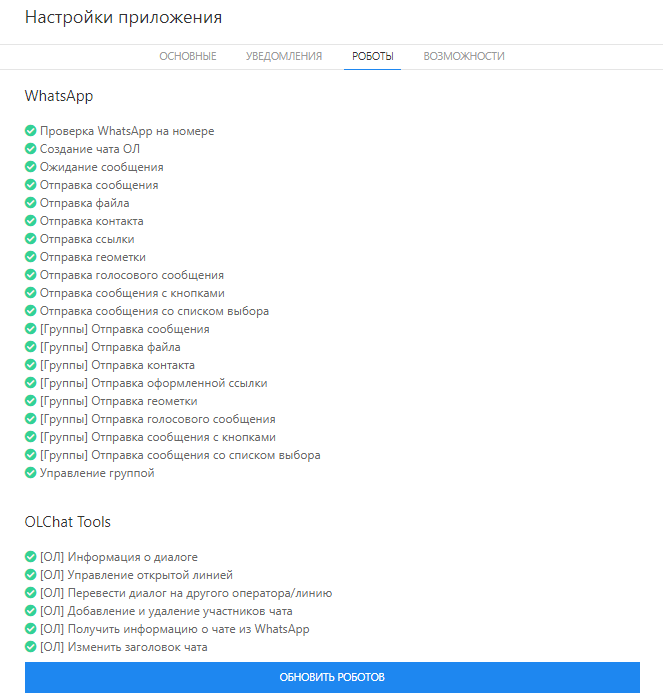 Настройки приложения
ОСНОВНЫЕ УВЕДОМЛЕНИЯ РОБОТЫ ВОЗМОЖНОСТИ
WhatsApp
Проверка WhatsApp на номере
Создание чата ОЛ
Ожидание сообщения
Отправка сообщения
Отправка файла
Отправка контакта
Отправка ссылки
Отправка геометки
Отправка голосового сообщения
Отправка сообщения с кнопками
Отправка сообщения со списком выбора
[Группы] Отправка сообщения
[Группы] Отправка файла
[Группы] Отправка контакта
[Группы] Отправка оформленной ссылки
[Группы] Отправка геометки
[Группы] Отправка голосового сообщения
[Группы] Отправка сообщения с кнопками
[Группы] Отправка сообщения со списком выбора
Управление группой
OLChat Tools
[ОЛ] Информация о диалоге
[ОЛ] Управление открытой линией
[ОЛ] Перевести диалог на другого оператора/линию
[ОЛ] Добавление и удаление участников чата
[ОЛ] Получить информацию о чате из WhatsApp
[ОЛ] Изменить заголовок чата
ОБНОВИТЬ РОБОТОВ